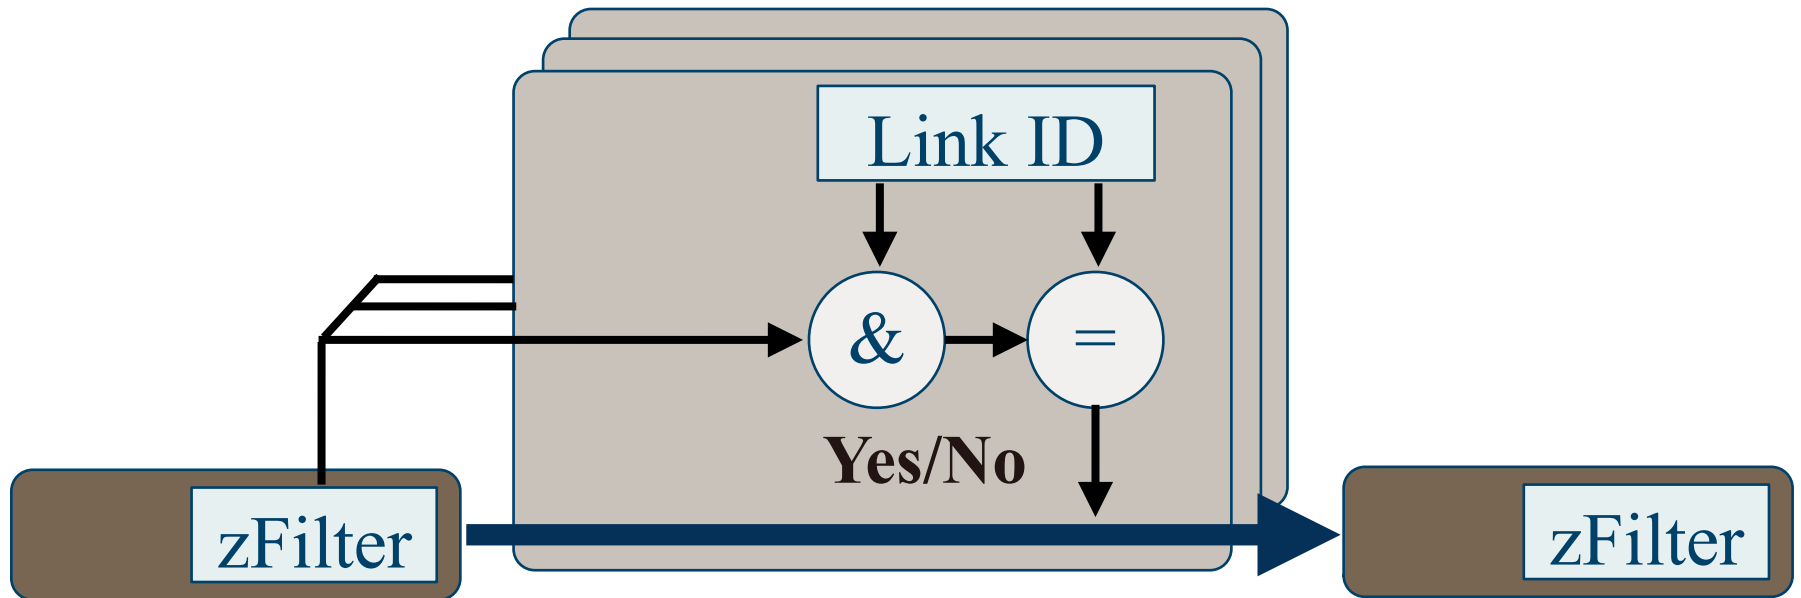 Link ID
&
=
Yes/No
zFilter
zFilter